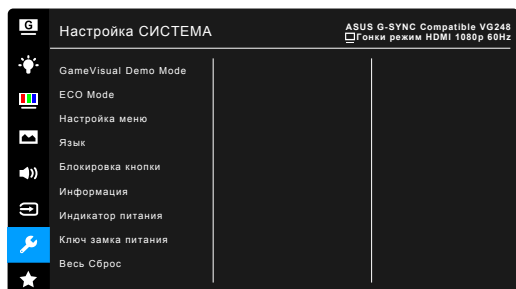 G
Настройка СИСТЕМА
ASUS G-SYNC Compatible VG248
Гонки режим HDMI 1080p 60Hz
GameVisual Demo Mode
ECO Mode
Настройка меню
Язык
Блокировка кнопки
Информация
Индикатор питания
Ключ замка питания
Весь Сброс